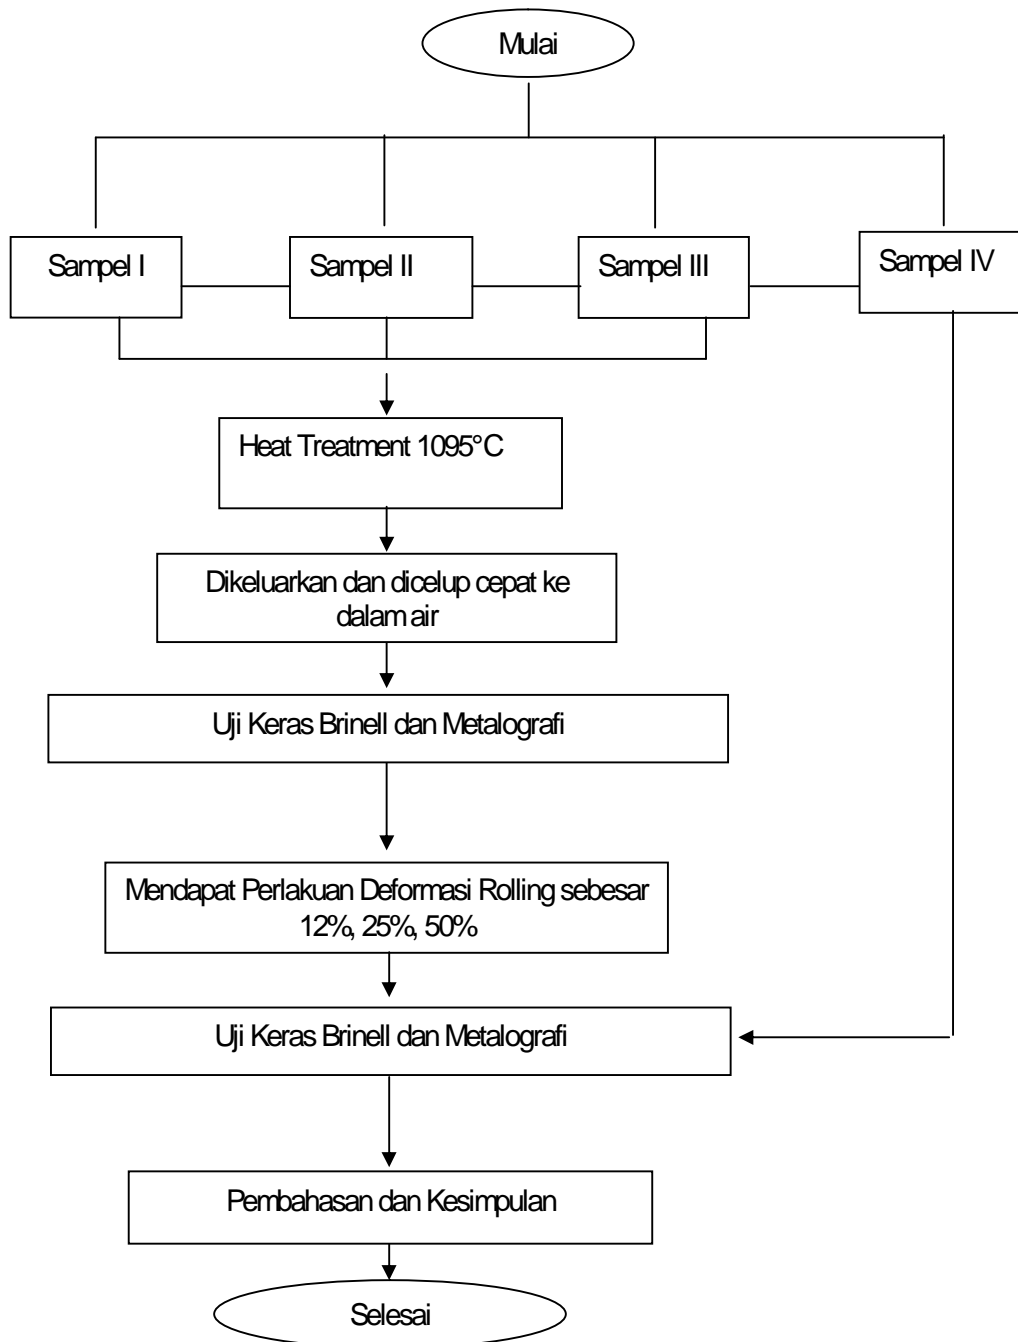 Mulai
Sampel I
Sampel II
Sampel III
Sampel IV
Heat Treatment 1095°C
Dikeluarkan dan dicelup cepat ke
dalam air
Uji Keras Brinell dan Metalografi
Mendapat Perlakuan Deformasi Rolling sebesar
12%, 25%, 50%
Uji Keras Brinell dan Metalografi
Pembahasan dan Kesimpulan
Selesai